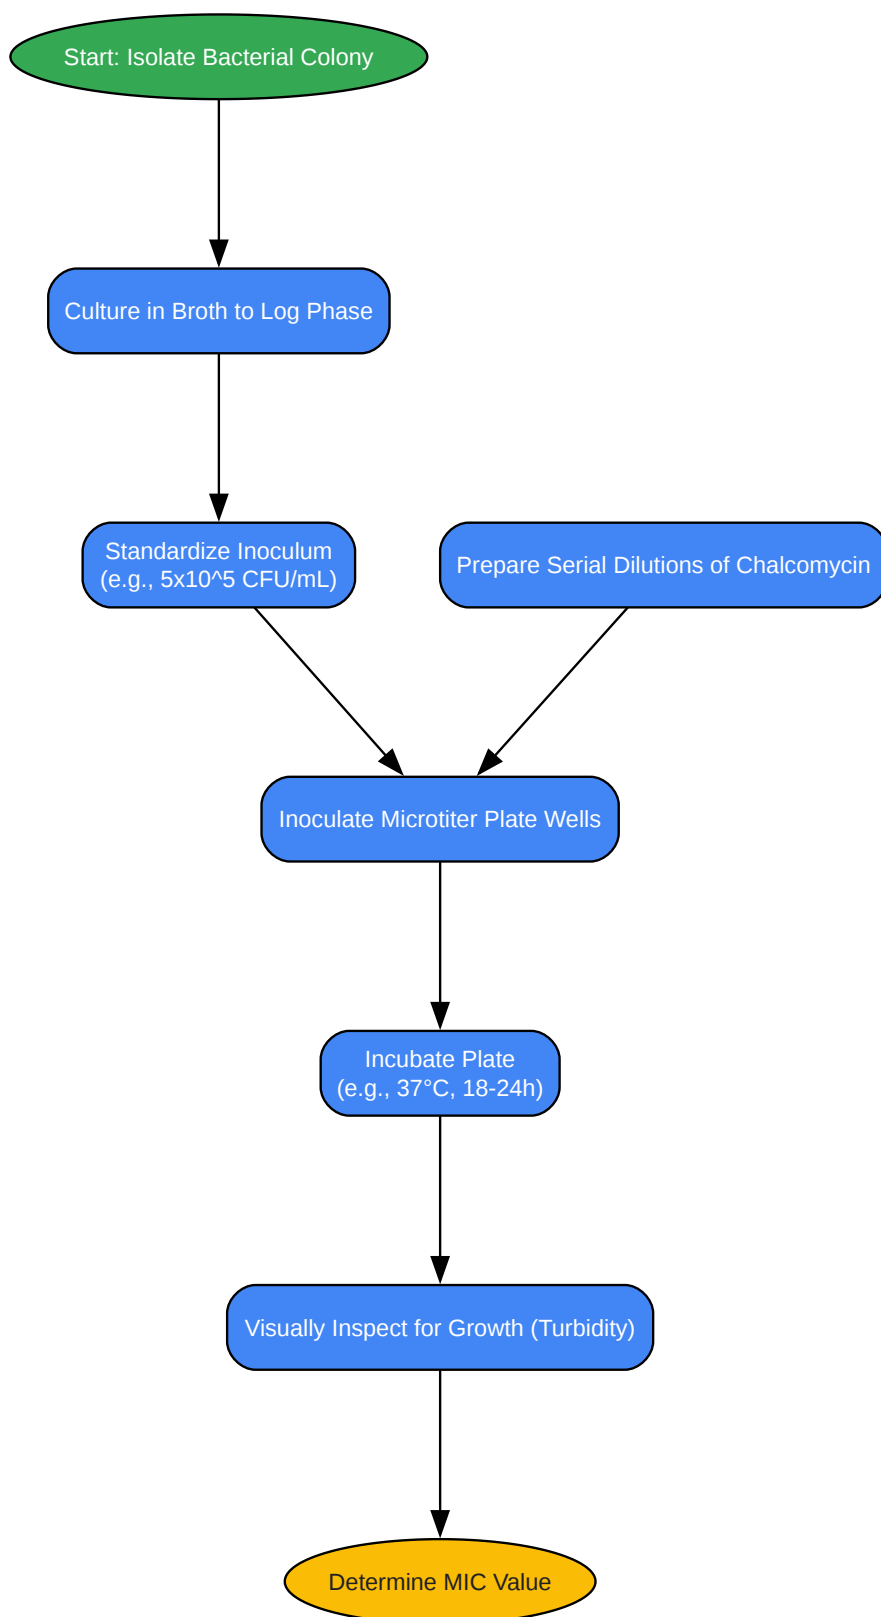 Start: Isolate Bacterial Colony
Culture in Broth to Log Phase
Standardize Inoculum
(e.g., 5x10^5 CFU/mL)
Prepare Serial Dilutions of Chalcomycin
Inoculate Microtiter Plate Wells
Incubate Plate
(e.g., 37°C, 18-24h)
Visually Inspect for Growth (Turbidity)
Determine MIC Value